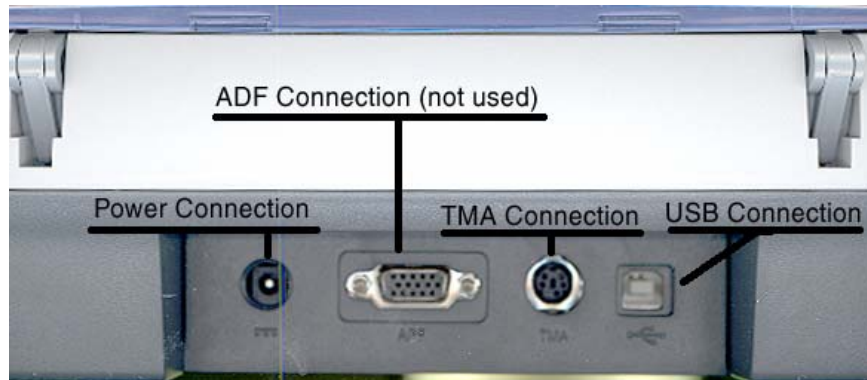 ADF Connection (not used)
Power Connection
TMA Connection
USB Connection
TMA